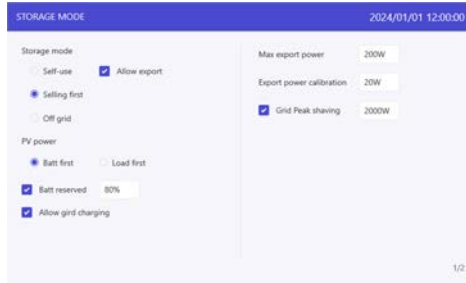 STORAGE MODE
2024/01/01 12:00:00
Storage mode
Self-use
Allow export
Selling first
Off grid
PV power
Batt first
Load first
Batt reserved
80%
Allow gird charging
Max export power
200W
Export power calibration
20W
Grid Peak shaving
2000W
1/2